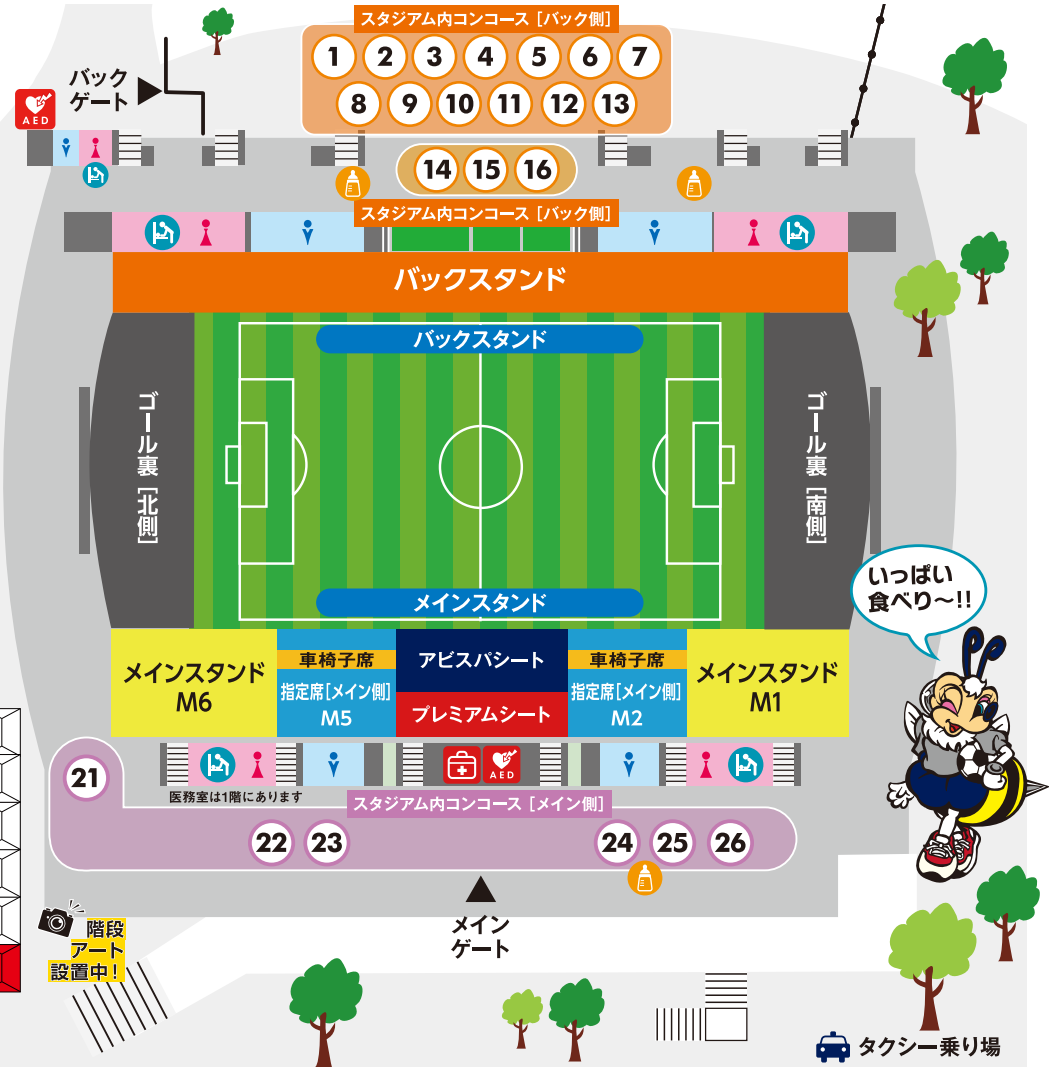 スタジアム内コンコース [バック側]
1 2 3 4 5 6 7
8 9 10 11 12 13
バック
ゲート
AED
14 15 16
スタジアム内コンコース [バック側]
バックスタンド
バックスタンド
ゴール裏[北側]
ゴール裏[南側]
いっぱい
食べり〜!!
メインスタンド
メインスタンド
M6
車椅子席
指定席[メイン側]
M5
アビスパシート
プレミアムシート
車椅子席
指定席[メイン側]
M2
メインスタンド
M1
AED
医務室は1階にあります
スタジアム内コンコース [メイン側]
21
22 23 24 25 26
メイン
ゲート
階段
アート
設置中!
タクシー乗り場